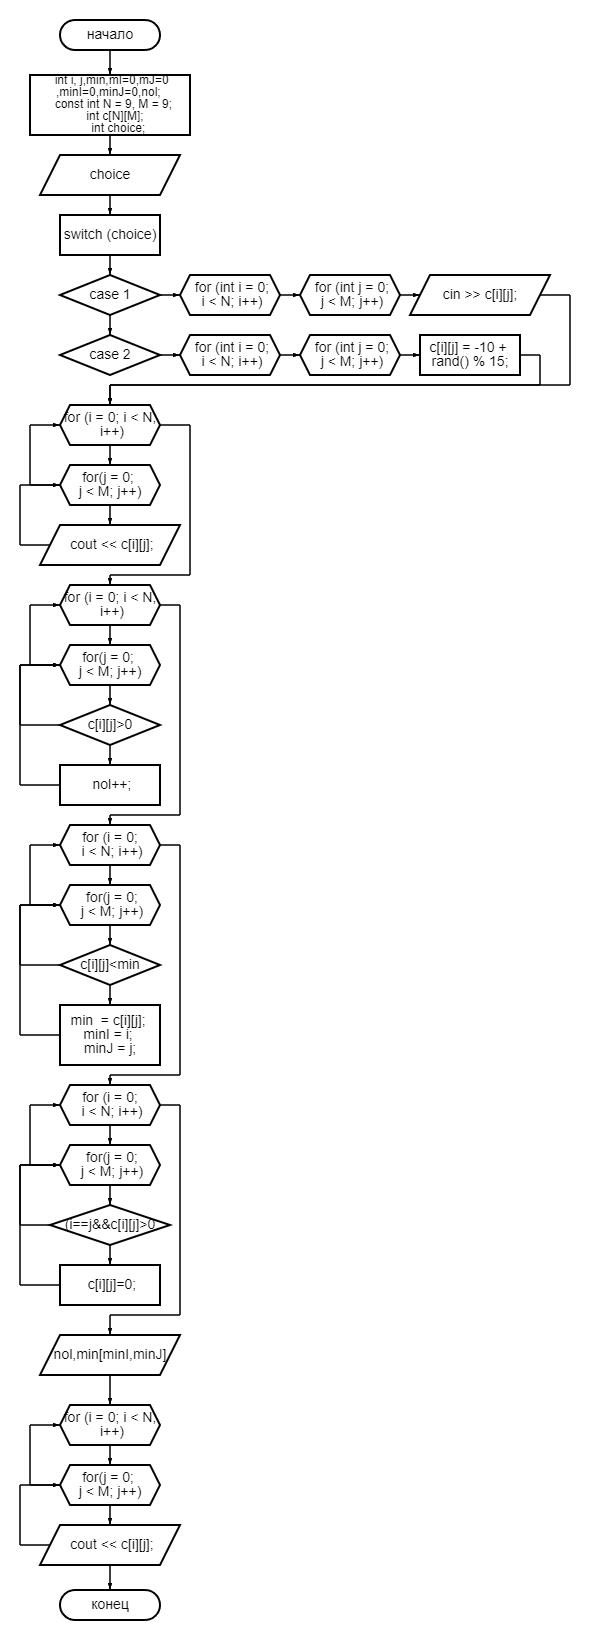 начало
int i, j,min,mI=0,mJ=0
,minI=0,minJ=0,nol;
const int N = 9, M = 9;
int c[N][M];
int choice;
choice
switch (choice)
case 1
for (int i = 0;
i < N; i++)
for (int j = 0;
j < M; j++)
cin >> c[i][j];
case 2
for (int i = 0;
i < N; i++)
for (int j = 0;
j < M; j++)
c[i][j] = -10 +
rand() % 15;
for (i = 0; i < N;
i++)
for(j = 0;
j < M; j++)
cout << c[i][j];
for (i = 0; i < N;
i++)
for(j = 0;
j < M; j++)
c[i][j]>0
nol++;
for (i = 0;
i < N; i++)
for(j = 0;
j < M; j++)
c[i][j]<min
min  = c[i][j];
minI = i;
minJ = j;
for (i = 0;
i < N; i++)
for(j = 0;
j < M; j++)
(i==j&&c[i][j]>0
c[i][j]=0;
nol,min[minI,minJ]
for (i = 0; i < N;
i++)
for(j = 0;
j < M; j++)
cout << c[i][j];
конец